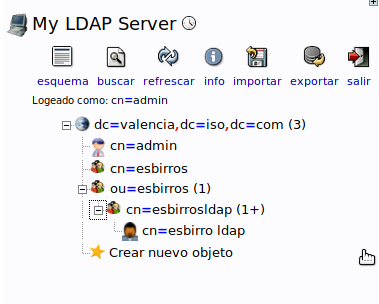 My LDAP Server
esquema buscar refrescar info importar exportar salir
Logeado como: cn=admin
dc=valencia,dc=iso,dc=com (3)
cn=admin
cn=esbirros
ou=esbirros (1)
cn=esbirrosldap (1+)
cn=esbirro ldap
Crear nuevo objeto